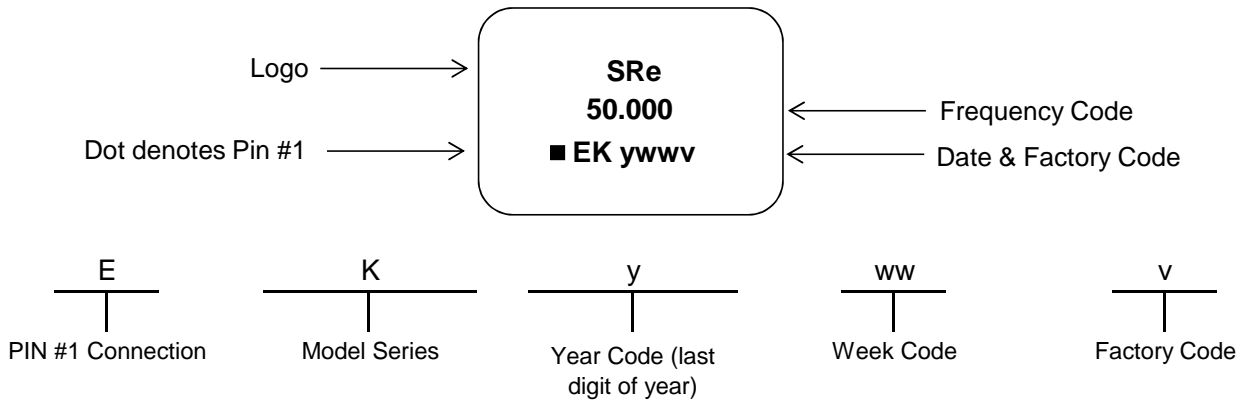 Logo
SRe
50.000
Frequency Code
Dot denotes Pin #1
■ EK ywwv
Date & Factory Code
E
K
y
ww
v
PIN #1 Connection
Model Series
Year Code (last
digit of year)
Week Code
Factory Code